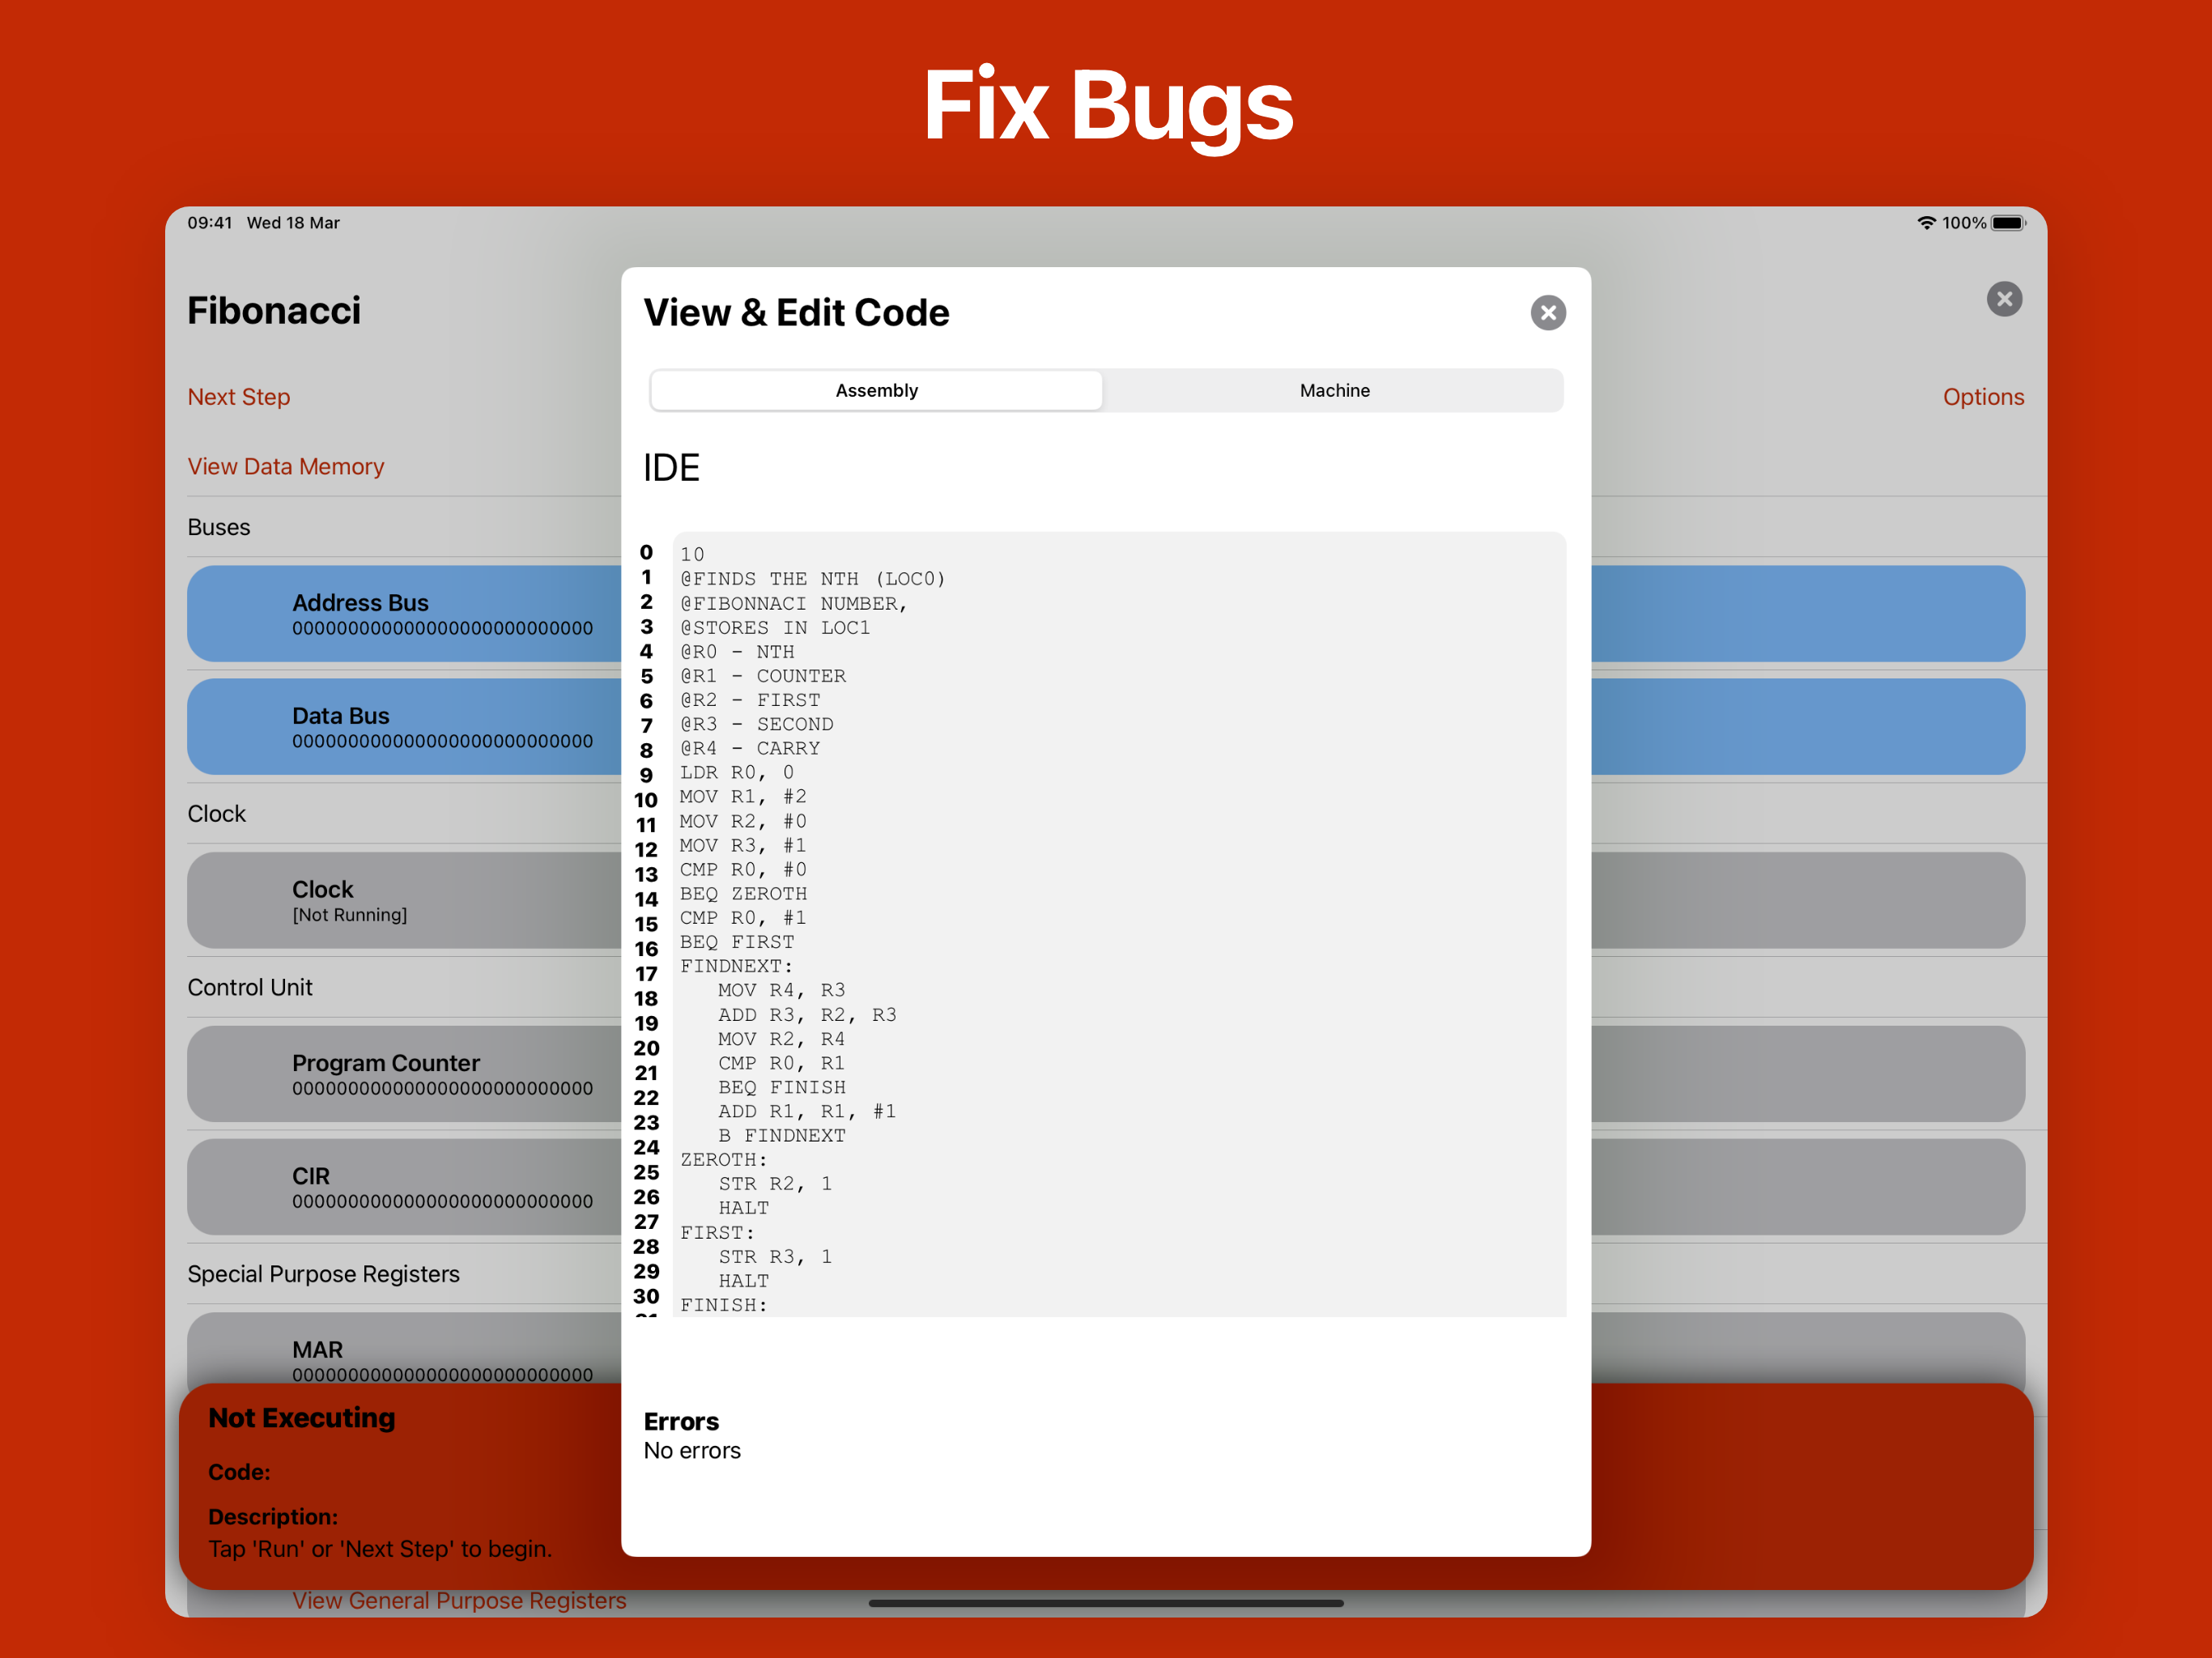 Fix Bugs
09:41 Wed 18 Mar
100%
Fibonacci
Next Step
Options
View Data Memory
Buses
Address Bus
000000000000000000000000000
Data Bus
000000000000000000000000000
Clock
Clock
[Not Running]
Control Unit
Program Counter
000000000000000000000000000
CIR
000000000000000000000000000
Special Purpose Registers
MAR
000000000000000000000000000
Not Executing
Code:
Description:
Tap 'Run' or 'Next Step' to begin.
View General Purpose Registers
View & Edit Code
Assembly
Machine
IDE
0 10
1 @FINDS THE NTH (LOC0)
2 @FIBONNACI NUMBER,
3 @STORES IN LOC1
4 @R0 - NTH
5 @R1 - COUNTER
6 @R2 - FIRST
7 @R3 - SECOND
8 @R4 - CARRY
9 LDR R0, 0
10 MOV R1, #2
11 MOV R2, #0
12 MOV R3, #1
13 CMP R0, #0
14 BEQ ZEROTH
15 CMP R0, #1
16 BEQ FIRST
17 FINDNEXT:
18 MOV R4, R3
19 ADD R3, R2, R3
20 MOV R2, R4
21 CMP R0, R1
22 BEQ FINISH
23 ADD R1, R1, #1
24 B FINDNEXT
25 ZEROTH:
26 STR R2, 1
27 HALT
28 FIRST:
29 STR R3, 1
30 HALT
FINISH:
Errors
No errors